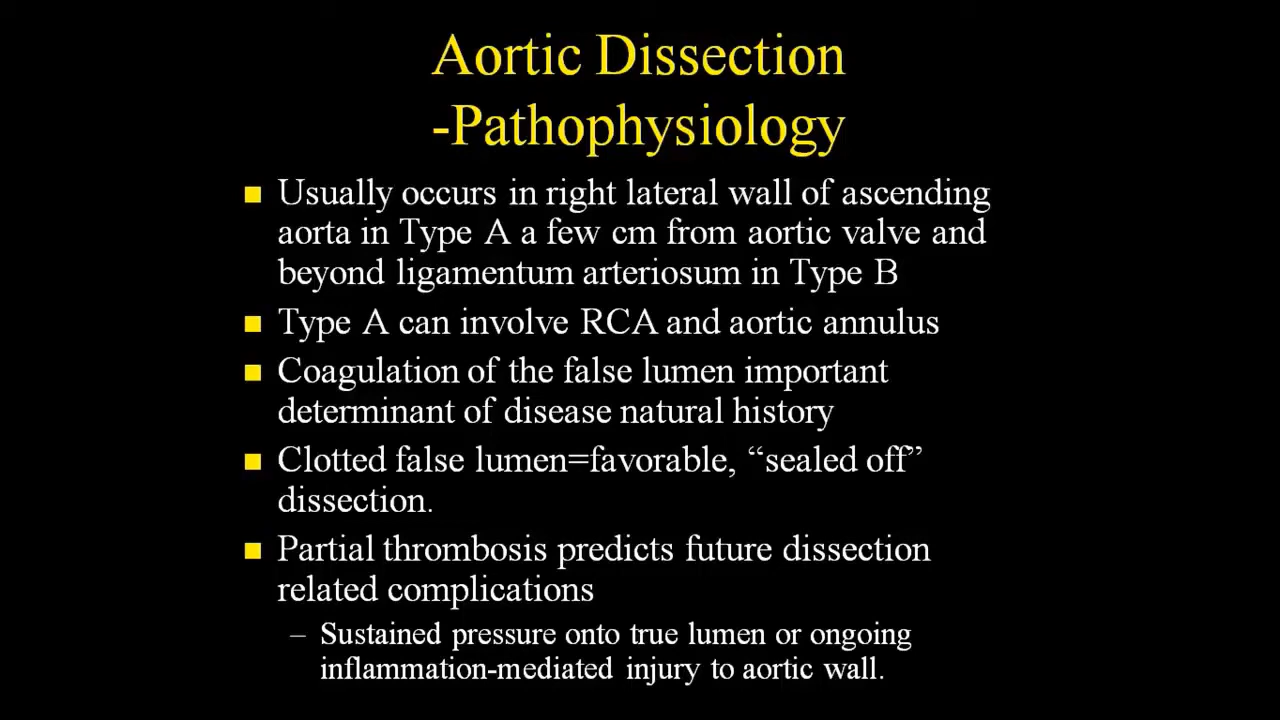 Aortic Dissection
-Pathophysiology
Usually occurs in right lateral wall of ascending
aorta in Type A a few cm from aortic valve and
beyond ligamentum arteriosum in Type B
Type A can involve RCA and aortic annulus
Coagulation of the false lumen important
determinant of disease natural history
Clotted false lumen=favorable, “sealed off”
dissection.
Partial thrombosis predicts future dissection
related complications
– Sustained pressure onto true lumen or ongoing
inflammation-mediated injury to aortic wall.